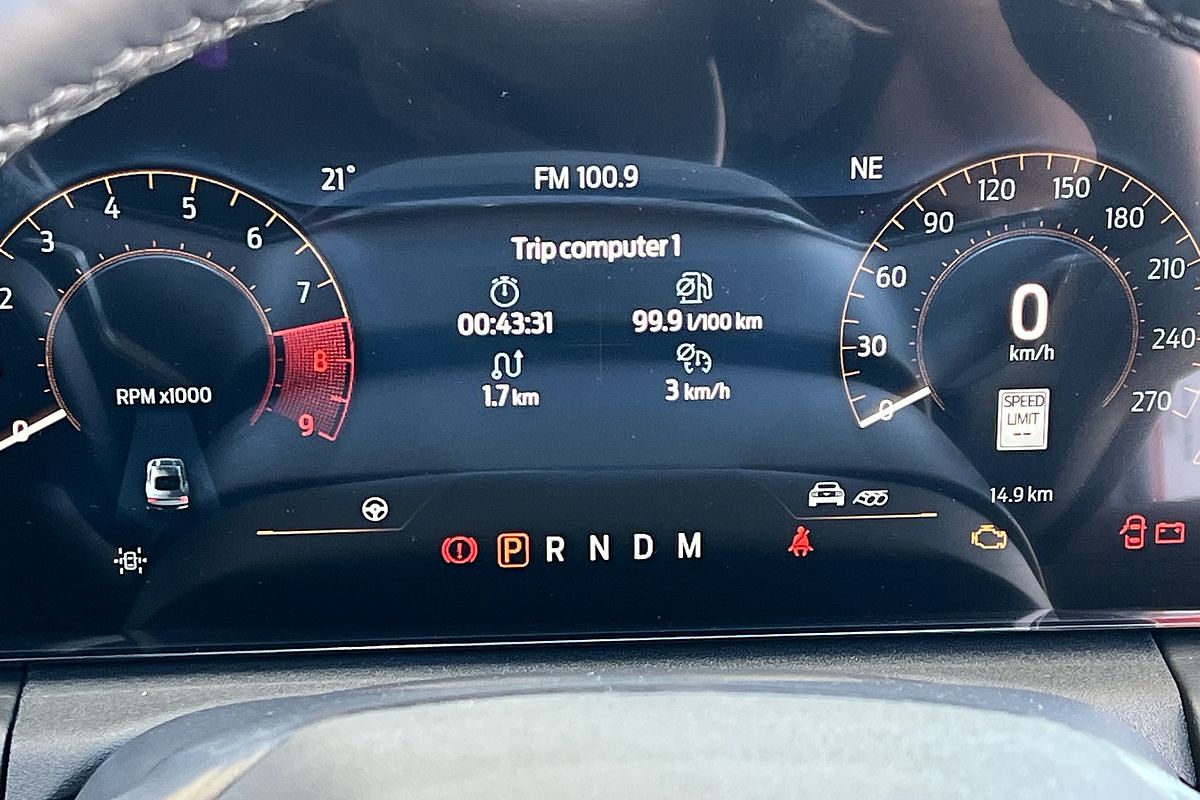 21°
FM 100.9
NE
2
3
4
5
6
7
8
9
0
RPM x1000
Trip computer 1
00:43:31
99.9 l/100 km
1.7 km
3 km/h
0
30
60
90
120
150
180
210
240
270
0
km/h
SPEED
LIMIT
--
14.9 km
P R N D M